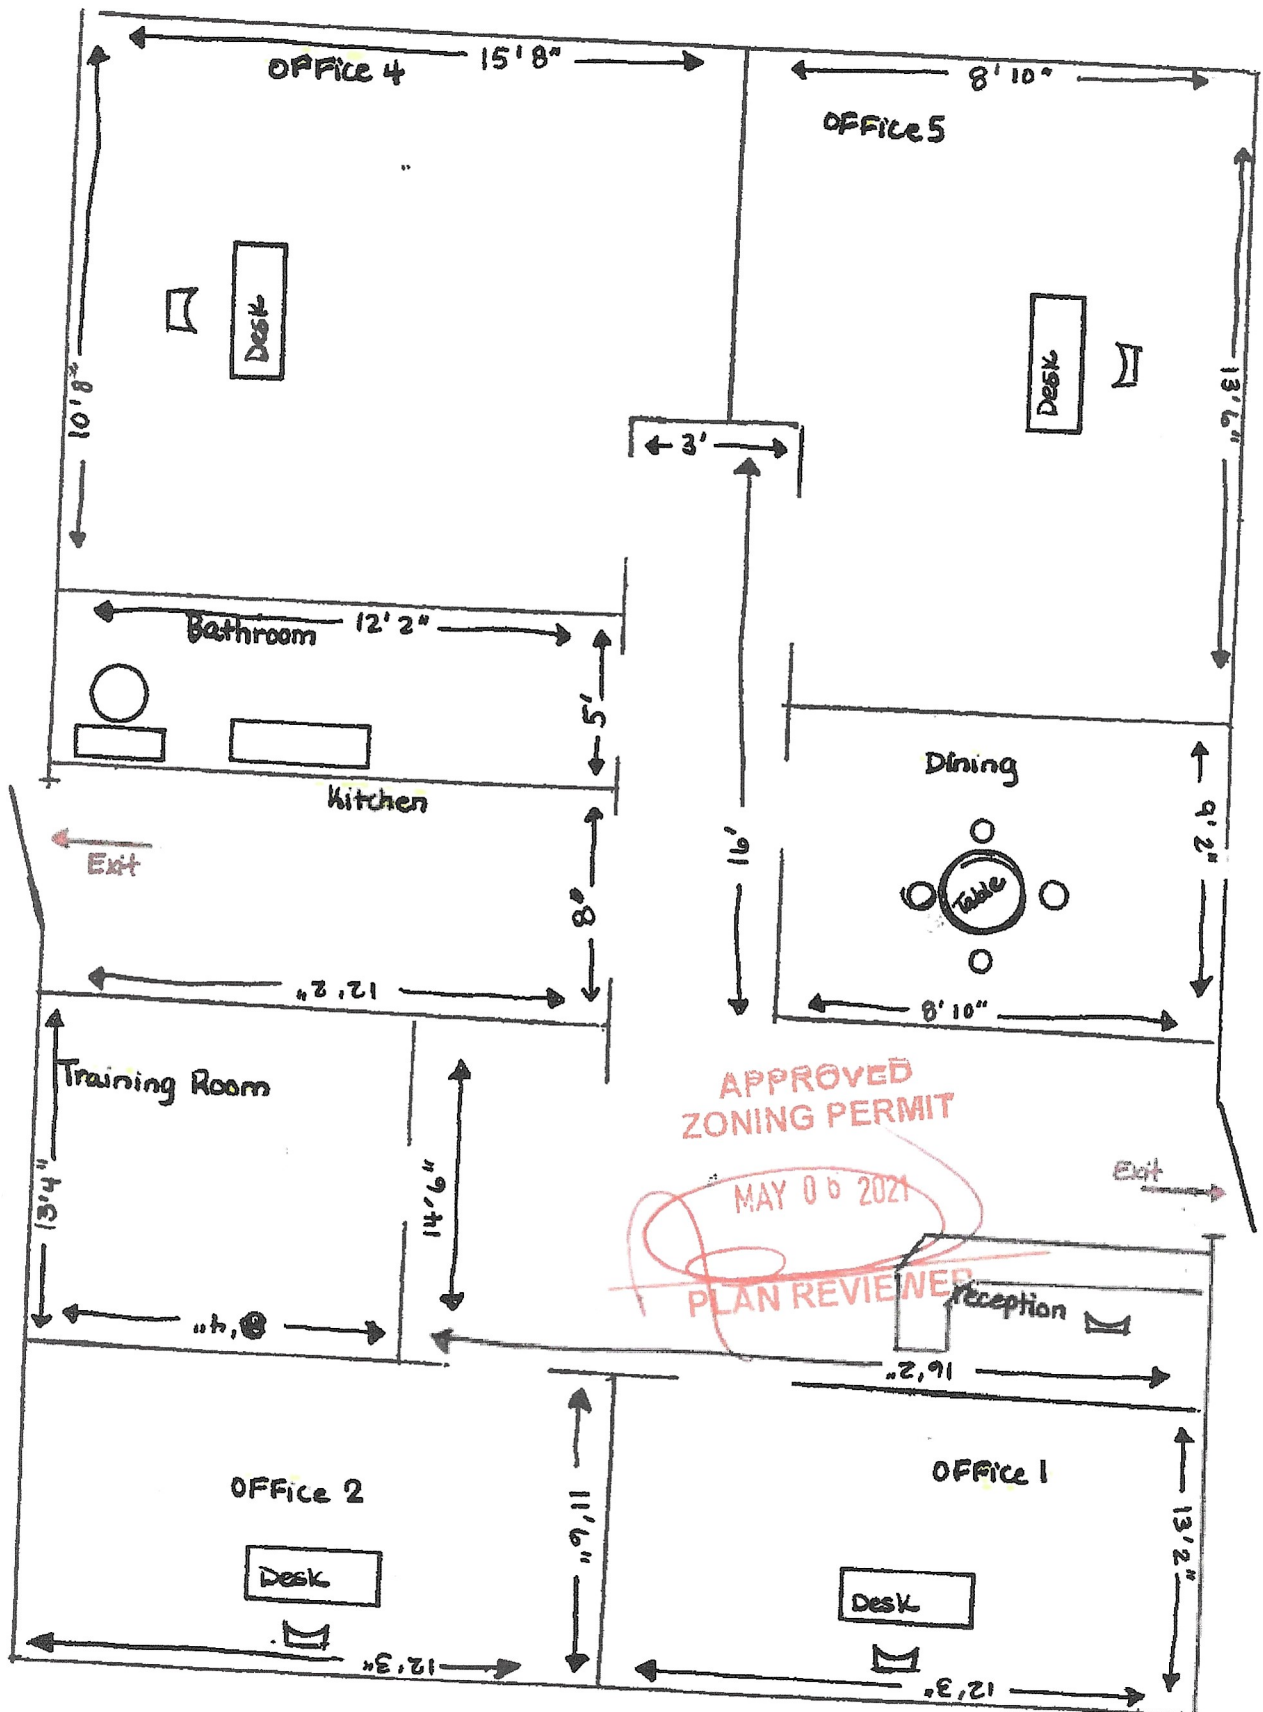 15'8"
OFFice 4
8'10"
OFFice 5
Desk
10'8"
3'
Desk
13'6"
Bathroom
12'2"
5'
Kitchen
Exit
8"
12'2"
16'
Dining
Table
9'2"
8'10"
Training Room
13'4"
14'6"
APPROVED
ZONING PERMIT
MAY 06 2021
PLAN REVIEWER
Exit
reception
16'2"
OFFice 2
11'6"
Desk
12'3"
OFFice 1
13'2"
Desk
12'3"